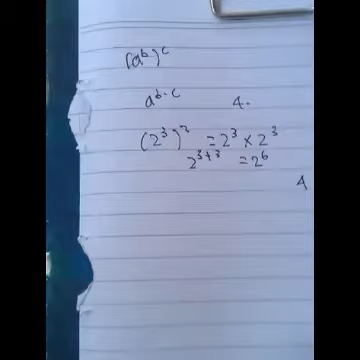 (a^b)^c
a^{b·c} 4.
(2^3)^2 = 2^3 × 2^3
2^{3+3} = 2^6
4